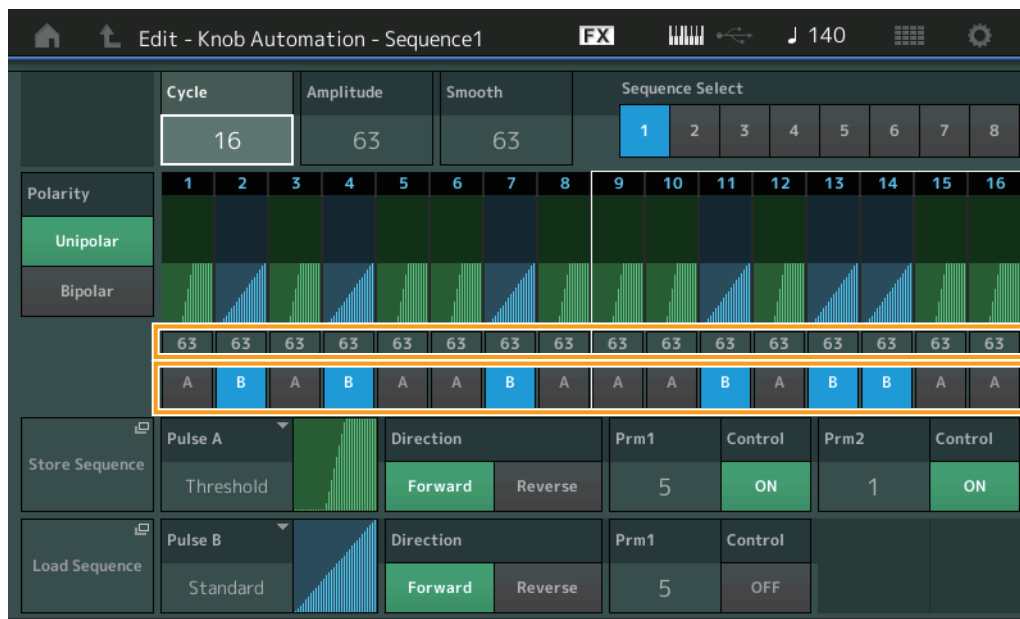 Edit - Knob Automation - Sequence1 FX ♩ 140
Cycle Amplitude Smooth Sequence Select
16 63 63 1 2 3 4 5 6 7 8
Polarity 1 2 3 4 5 6 7 8 9 10 11 12 13 14 15 16
Unipolar
Bipolar
63 63 63 63 63 63 63 63 63 63 63 63 63 63 63 63
A B A B A A B A A A B A B B A A
Store Sequence Pulse A Direction Prm1 Control Prm2 Control
Threshold Forward Reverse 5 ON 1 ON
Load Sequence Pulse B Direction Prm1 Control
Standard Forward Reverse 5 OFF